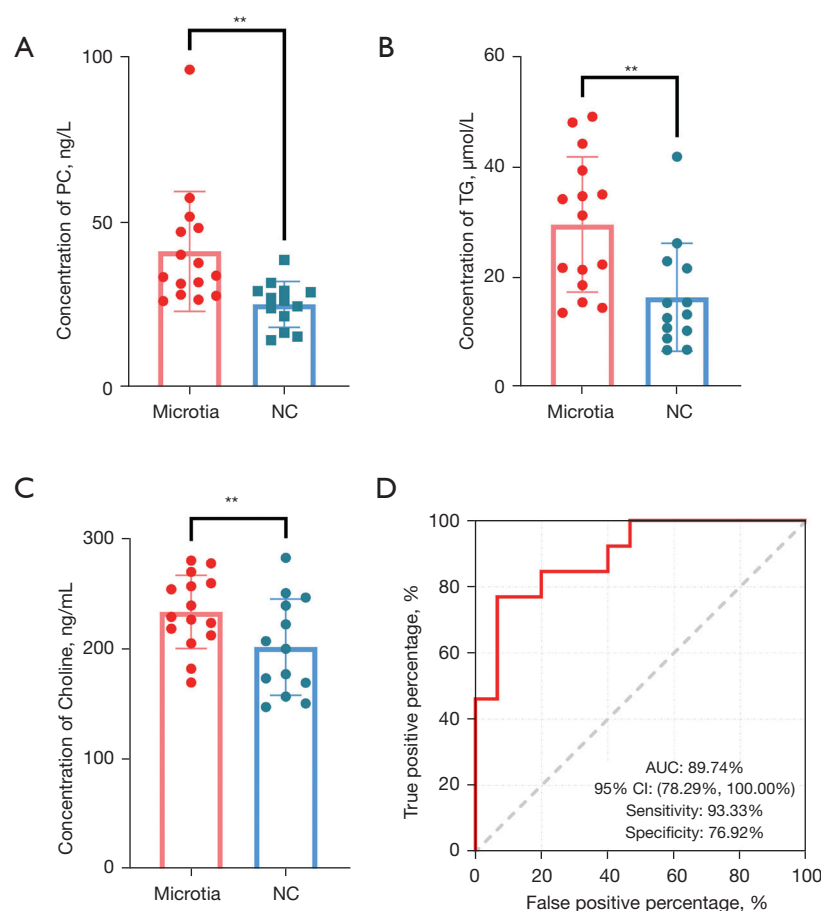 A
**
100
50
0
Concentration of PC, ng/L
Microtia
NC
B
**
60
40
20
0
Concentration of TG, μmol/L
Microtia
NC
C
**
300
200
100
0
Concentration of Choline, ng/mL
Microtia
NC
D
100
80
60
40
20
0
True positive percentage, %
AUC: 89.74%
95% CI: (78.29%, 100.00%)
Sensitivity: 93.33%
Specificity: 76.92%
0 20 40 60 80 100
False positive percentage, %